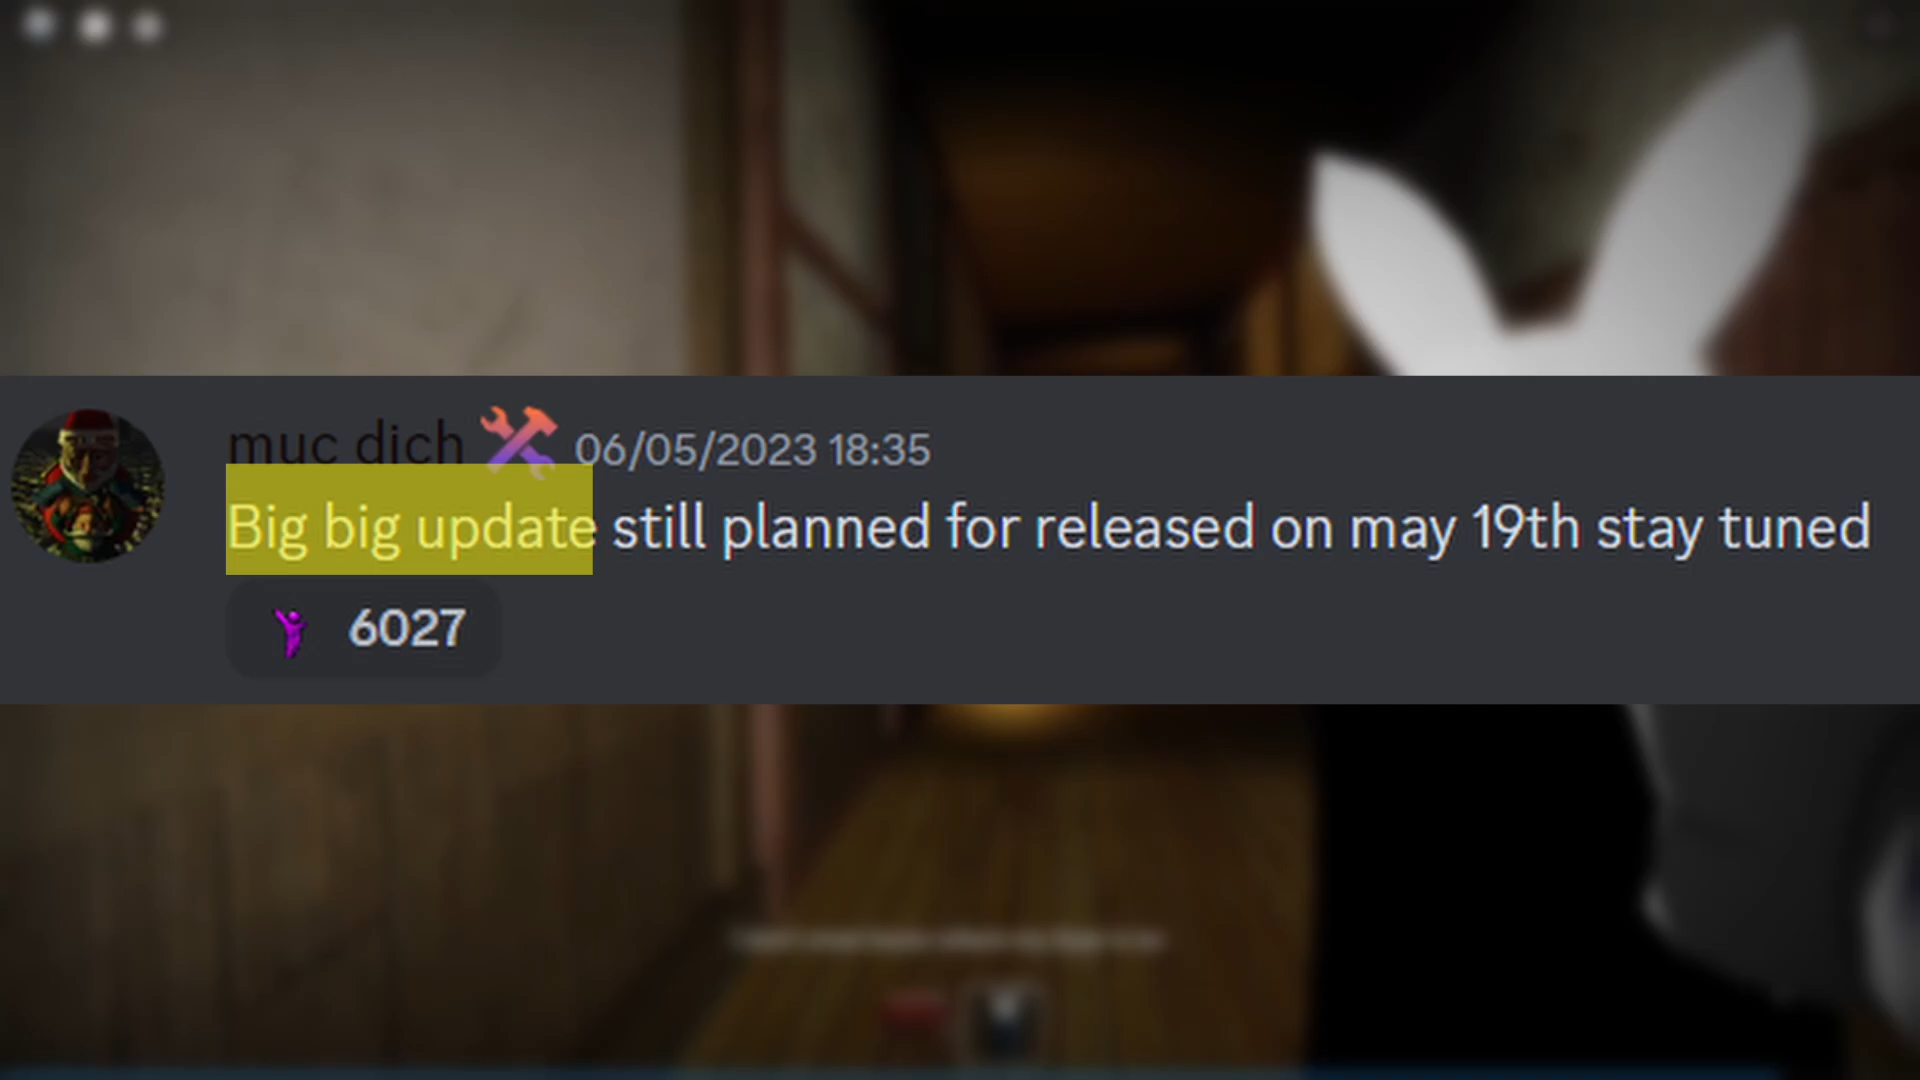 muc dich 06/05/2023 18:35
Big big update still planned for released on may 19th stay tuned
6027